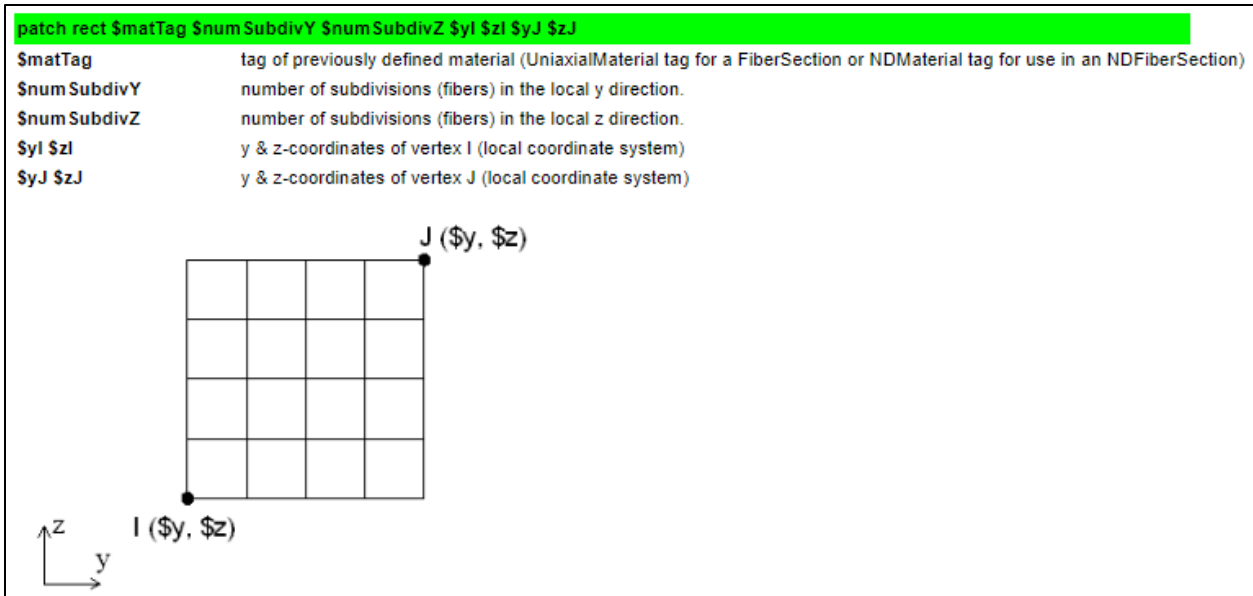 patch rect $matTag $numSubdivY $numSubdivZ $yI $zI $yJ $zJ
$matTag tag of previously defined material (UniaxialMaterial tag for a FiberSection or NDMaterial tag for use in an NDFiberSection)
$numSubdivY number of subdivisions (fibers) in the local y direction.
$numSubdivZ number of subdivisions (fibers) in the local z direction.
$yI $zI y & z-coordinates of vertex I (local coordinate system)
$yJ $zJ y & z-coordinates of vertex J (local coordinate system)
J ($y, $z)
I ($y, $z)
z
y